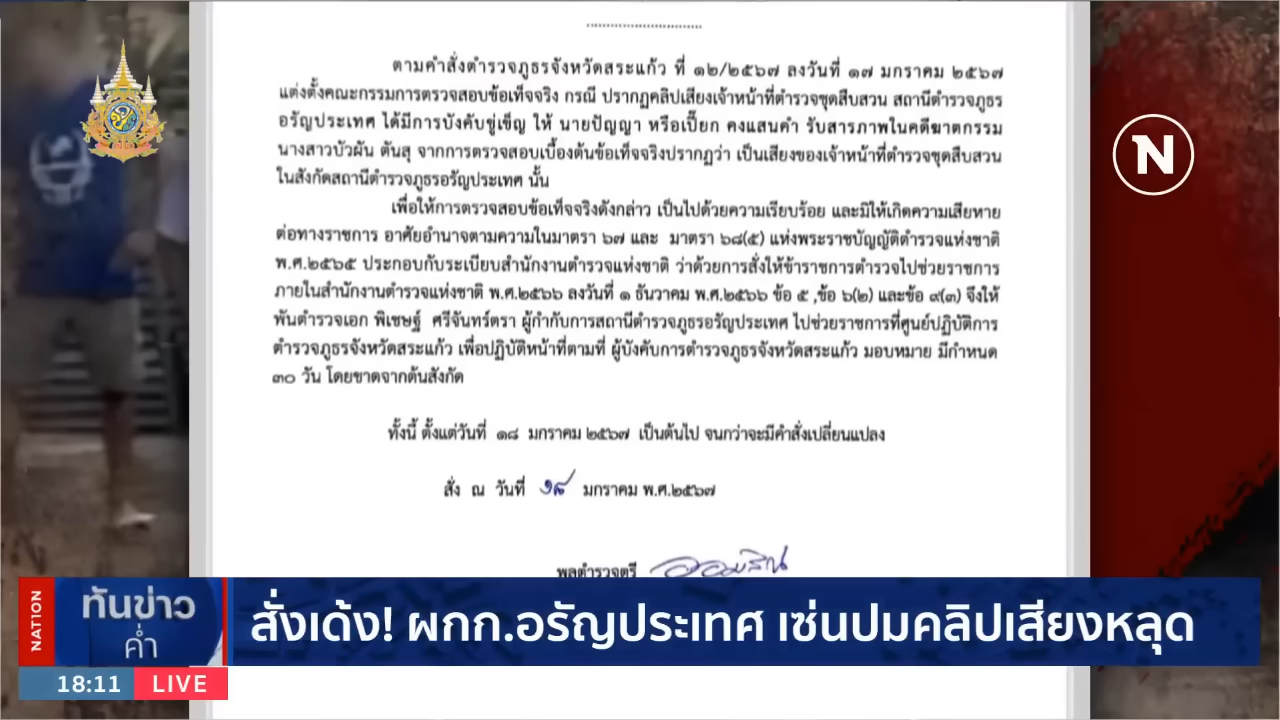 ตามคำสั่งตำรวจภูธรจังหวัดสระแก้ว ที่ ๑๒/๒๕๖๗ ลงวันที่ ๑๗ มกราคม ๒๕๖๗
แต่งตั้งคณะกรรมการตรวจสอบข้อเท็จจริง กรณี ปรากฏคลิปเสียงเจ้าหน้าที่ตำรวจชุดสืบสวน สถานีตำรวจภูธร
อรัญประเทศ ได้มีการบังคับขู่เข็ญ ให้ นายปัญญา หรือเปี๊ยก คงแสนคำ รับสารภาพในคดีฆาตกรรม
นางสาวบัวผัน ตันสุ จากการตรวจสอบเบื้องต้นข้อเท็จจริงปรากฏว่า เป็นเสียงของเจ้าหน้าที่ตำรวจชุดสืบสวน
ในสังกัดสถานีตำรวจภูธรอรัญประเทศ นั้น
เพื่อให้การตรวจสอบข้อเท็จจริงดังกล่าว เป็นไปด้วยความเรียบร้อย และมิให้เกิดความเสียหาย
ต่อทางราชการ อาศัยอำนาจตามความในมาตรา ๖๗ และ มาตรา ๖๘(๕) แห่งพระราชบัญญัติตำรวจแห่งชาติ
พ.ศ.๒๕๖๕ ประกอบกับระเบียบสำนักงานตำรวจแห่งชาติ ว่าด้วยการสั่งให้ข้าราชการตำรวจไปช่วยราชการ
ภายในสำนักงานตำรวจแห่งชาติ พ.ศ.๒๕๖๖ ลงวันที่ ๑ ธันวาคม พ.ศ.๒๕๖๖ ข้อ ๕ ,ข้อ ๖(๒) และข้อ ๙(๓) จึงให้
พันตำรวจเอก พิเชษฐ์ ศรีจันทร์ตรา ผู้กำกับการสถานีตำรวจภูธรอรัญประเทศ ไปช่วยราชการที่ศูนย์ปฏิบัติการ
ตำรวจภูธรจังหวัดสระแก้ว เพื่อปฏิบัติหน้าที่ตามที่ ผู้บังคับการตำรวจภูธรจังหวัดสระแก้ว มอบหมาย มีกำหนด
๓๐ วัน โดยขาดจากต้นสังกัด
ทั้งนี้ ตั้งแต่วันที่ ๑๘ มกราคม ๒๕๖๗ เป็นต้นไป จนกว่าจะมีคำสั่งเปลี่ยนแปลง
สั่ง ณ วันที่ ๑๘ มกราคม พ.ศ.๒๕๖๗
พลตำรวจตรี
N
NATION
ทันข่าว
ค่ำ
สั่งเด้ง! ผกก.อรัญประเทศ เซ่นปมคลิปเสียงหลุด
18:11 LIVE